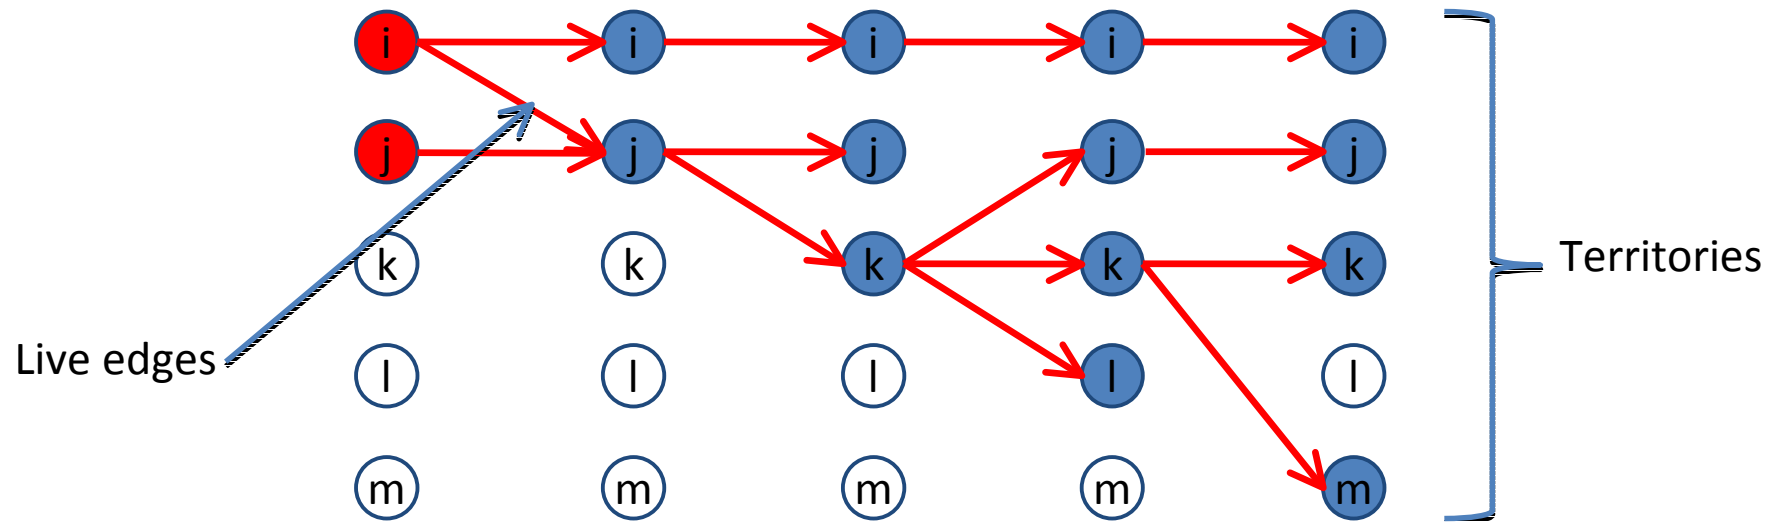 i i i i i
j j j j j
k k k k k
Territories
Live edges
l l l l l
m m m m m